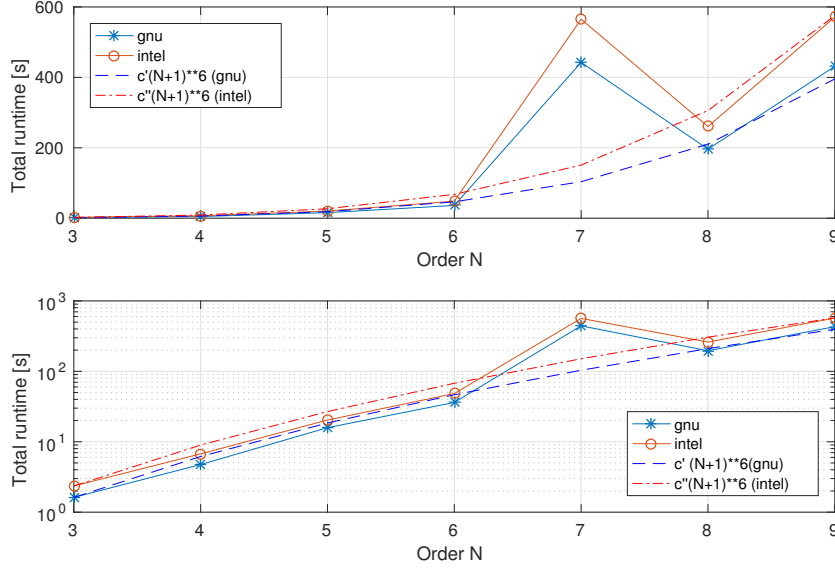 600
400
200
0
Total runtime [s]
gnu
intel
c'(N+1)**6 (gnu)
c''(N+1)**6 (intel)
3 4 5 6 7 8 9
Order N
10^3
10^2
10^1
10^0
Total runtime [s]
gnu
intel
c' (N+1)**6(gnu)
c''(N+1)**6 (intel)
3 4 5 6 7 8 9
Order N